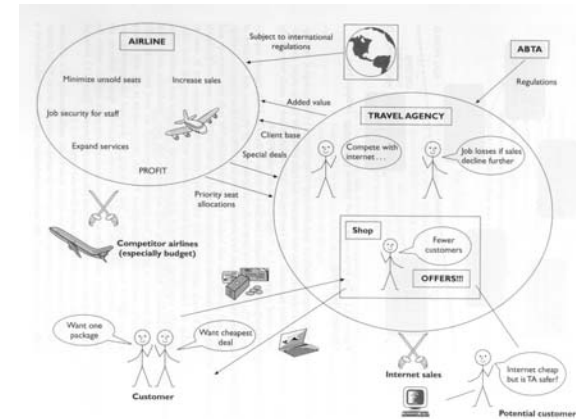 AIRLINE
Subject to international
regulations
ABTA
Minimize unsold seats
Increase sales
Regulations
Added value
TRAVEL AGENCY
Job security for staff
Client base
Compete with
internet . . .
Job losses if sales
decline further
Expand services
Special deals
PROFIT
Priority seat
allocations
Shop
Fewer
customers
Competitor airlines
(especially budget)
OFFERS!!!
Want one
package
Want cheapest
deal
Internet sales
Internet cheap
but is TA safer?
Customer
Potential customer